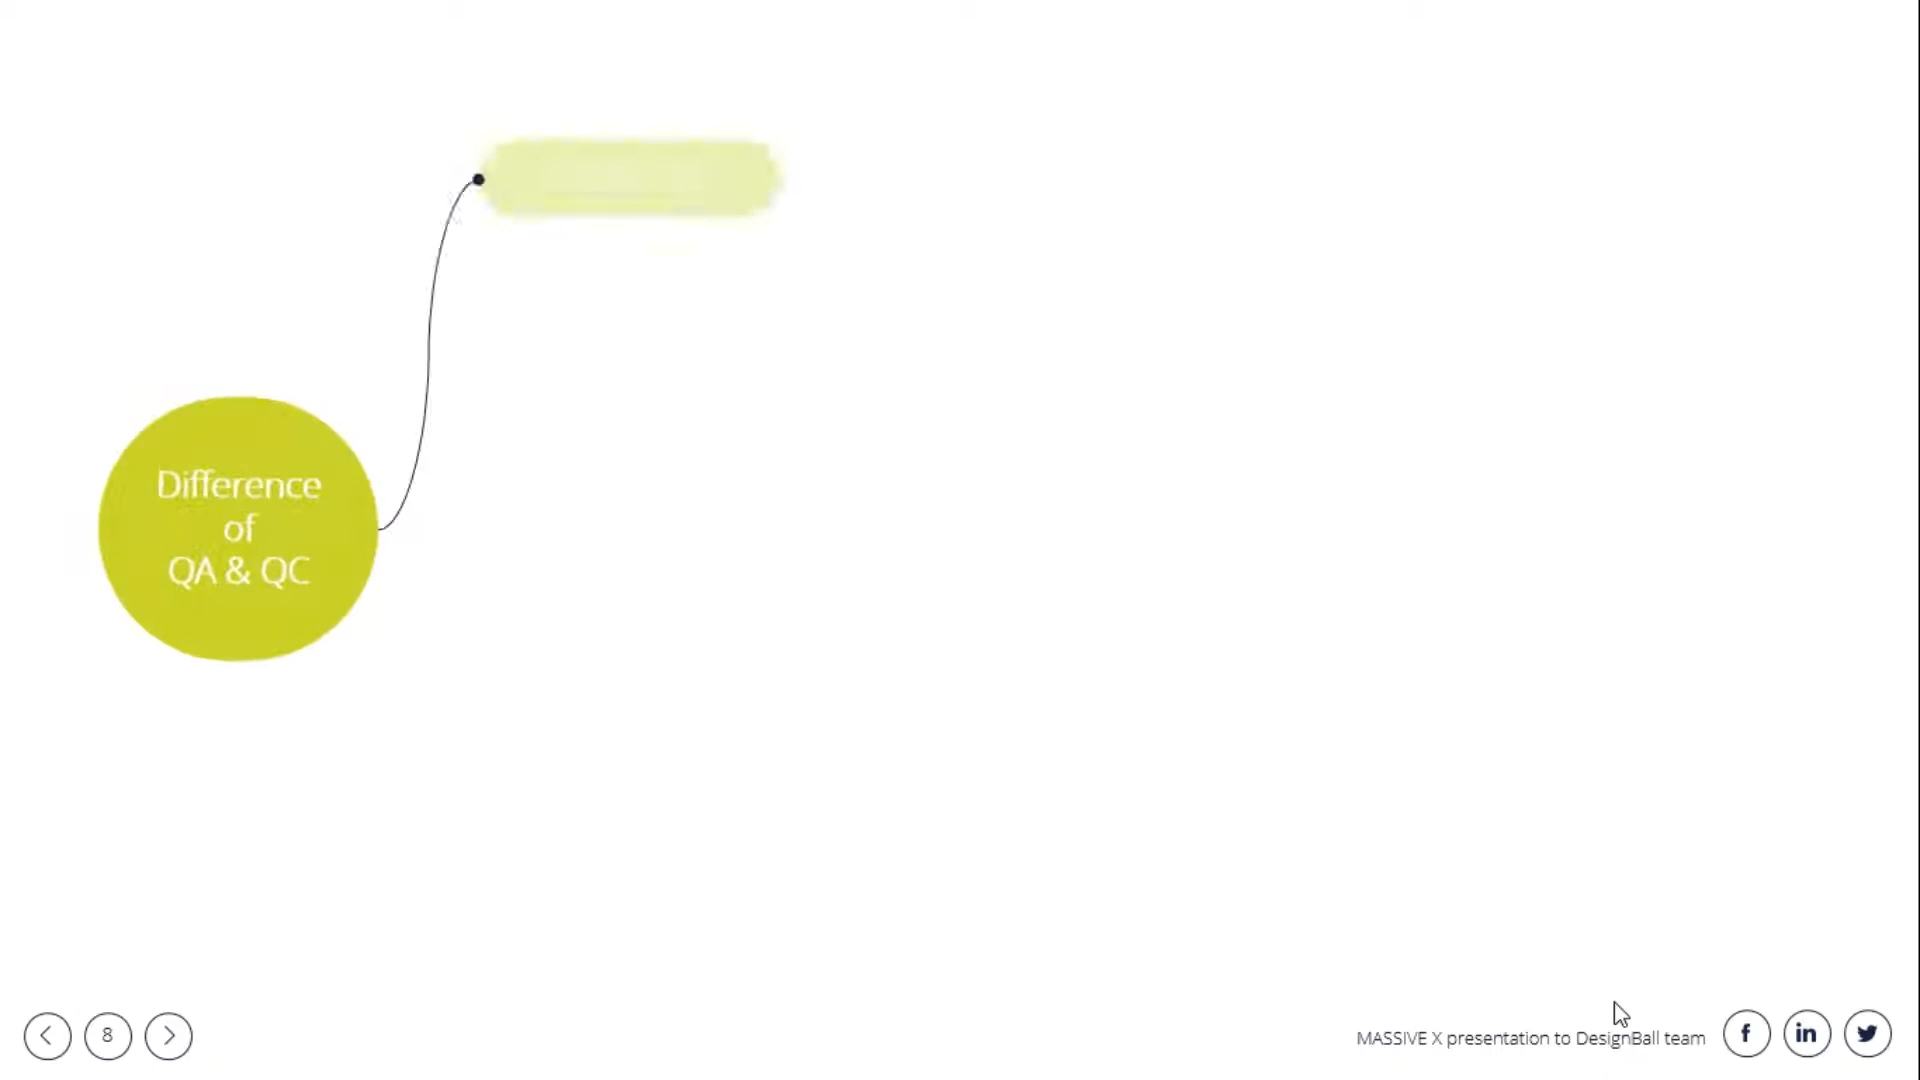 Difference
of
QA & QC
8
MASSIVE X presentation to DesignBall team
f
in